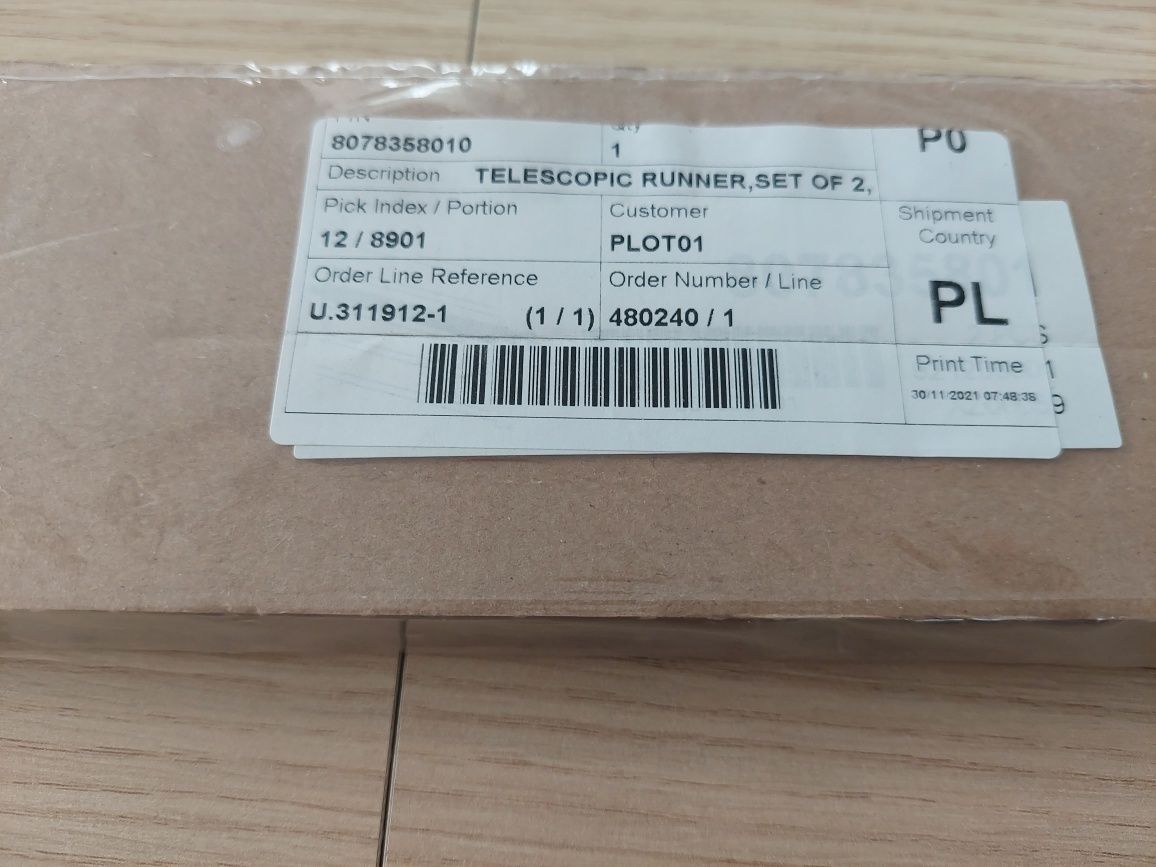 8078358010
Qty
1
P0
Description TELESCOPIC RUNNER,SET OF 2,
Pick Index / Portion
12 / 8901
Customer
PLOT01
Shipment
Country
PL
Order Line Reference
U.311912-1 (1 / 1)
Order Number / Line
480240 / 1
Print Time
30/11/2021 07:48:38